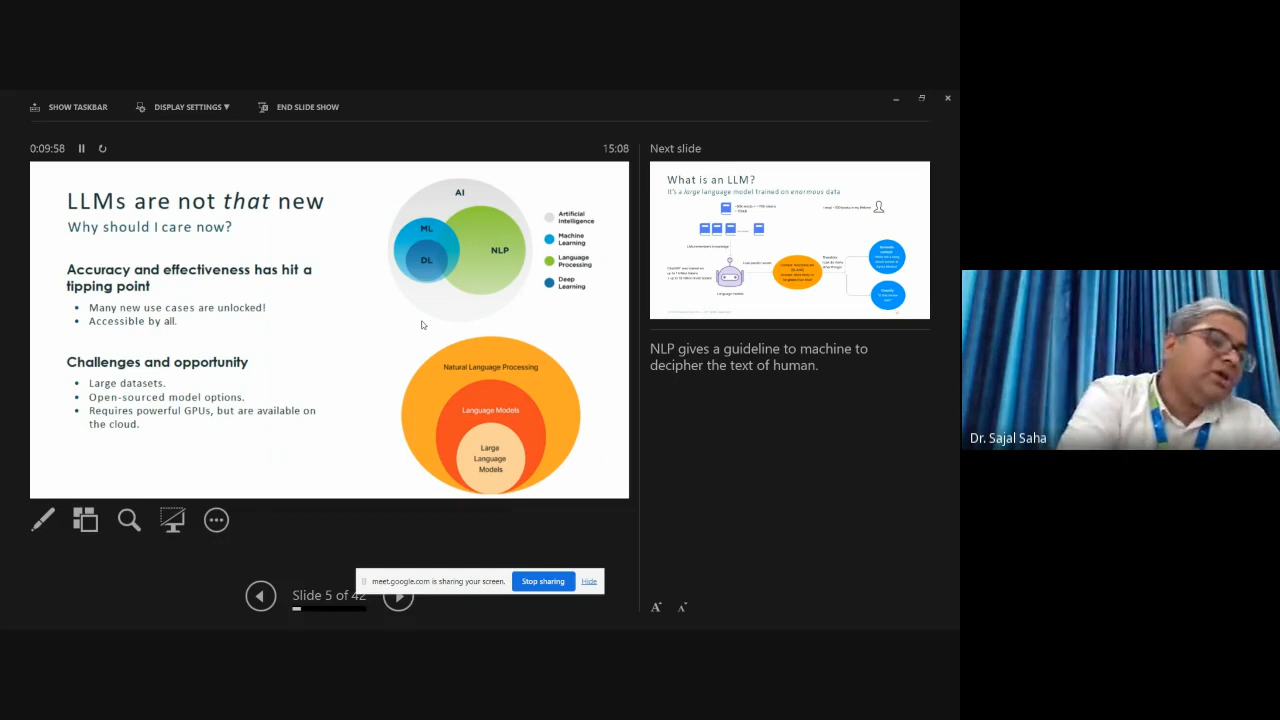 SHOW TASKBAR
DISPLAY SETTINGS ▾
END SLIDE SHOW
0:09:58
15:08
Next slide
LLMs are not that new
Why should I care now?
Accuracy and effectiveness has hit a
tipping point
• Many new use cases are unlocked!
• Accessible by all.
Challenges and opportunity
• Large datasets.
• Open-sourced model options.
• Requires powerful GPUs, but are available on
the cloud.
AI
ML
NLP
DL
Artificial
Intelligence
Machine
Learning
Language
Processing
Deep
Learning
Natural Language Processing
Language Models
Large
Language
Models
What is an LLM?
It's a large language model trained on enormous data
Language models
NLP gives a guideline to machine to
decipher the text of human.
Dr. Sajal Saha
meet.google.com is sharing your screen.
Stop sharing
Hide
Slide 5 of 42